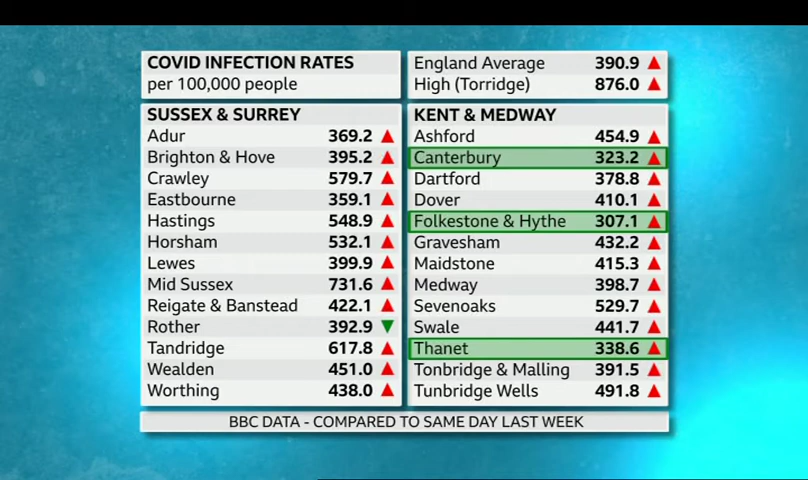 COVID INFECTION RATES
per 100,000 people
England Average 390.9 ▲
High (Torridge) 876.0 ▲
SUSSEX & SURREY
Adur 369.2 ▲
Brighton & Hove 395.2 ▲
Crawley 579.7 ▲
Eastbourne 359.1 ▲
Hastings 548.9 ▲
Horsham 532.1 ▲
Lewes 399.9 ▲
Mid Sussex 731.6 ▲
Reigate & Banstead 422.1 ▲
Rother 392.9 ▼
Tandridge 617.8 ▲
Wealden 451.0 ▲
Worthing 438.0 ▲
KENT & MEDWAY
Ashford 454.9 ▲
Canterbury 323.2 ▲
Dartford 378.8 ▲
Dover 410.1 ▲
Folkestone & Hythe 307.1 ▲
Gravesham 432.2 ▲
Maidstone 415.3 ▲
Medway 398.7 ▲
Sevenoaks 529.7 ▲
Swale 441.7 ▲
Thanet 338.6 ▲
Tonbridge & Malling 391.5 ▲
Tunbridge Wells 491.8 ▲
BBC DATA - COMPARED TO SAME DAY LAST WEEK